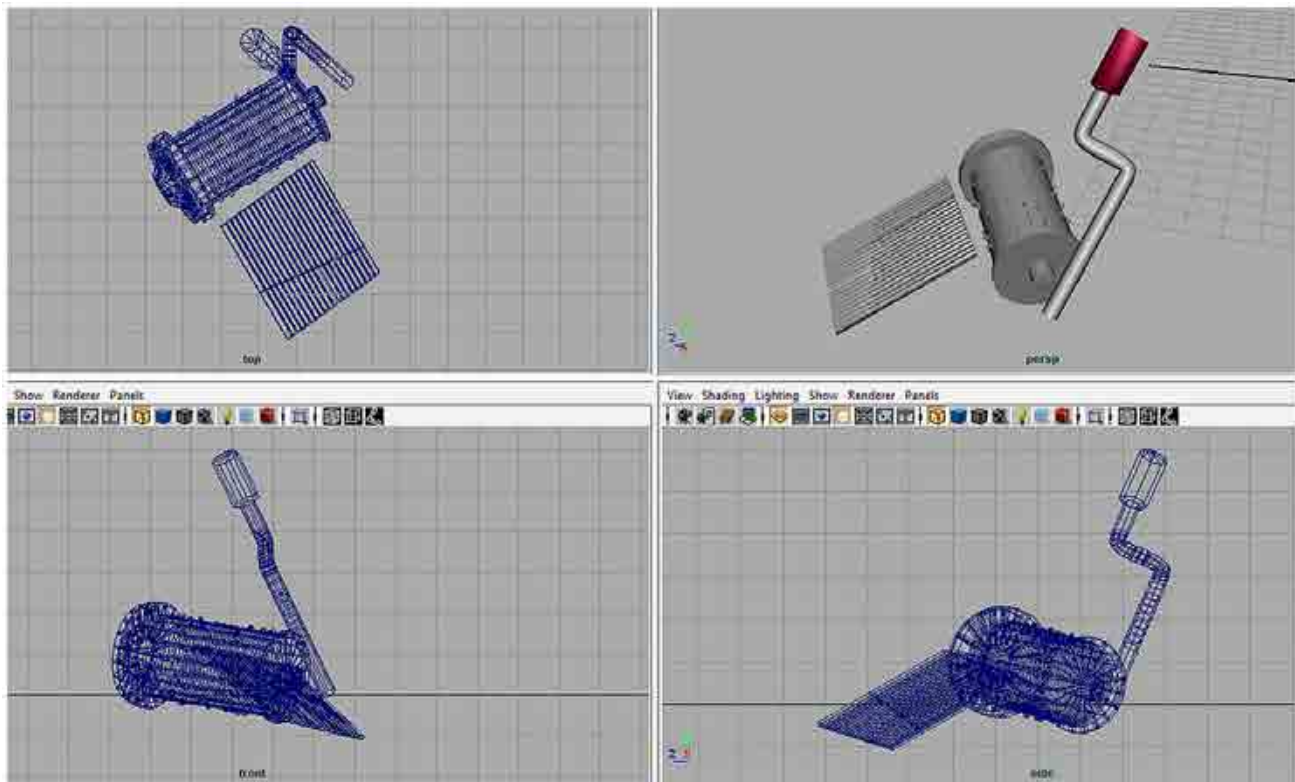 top
persp
Show Renderer Panels
View Shading Lighting Show Renderer Panels
front
side